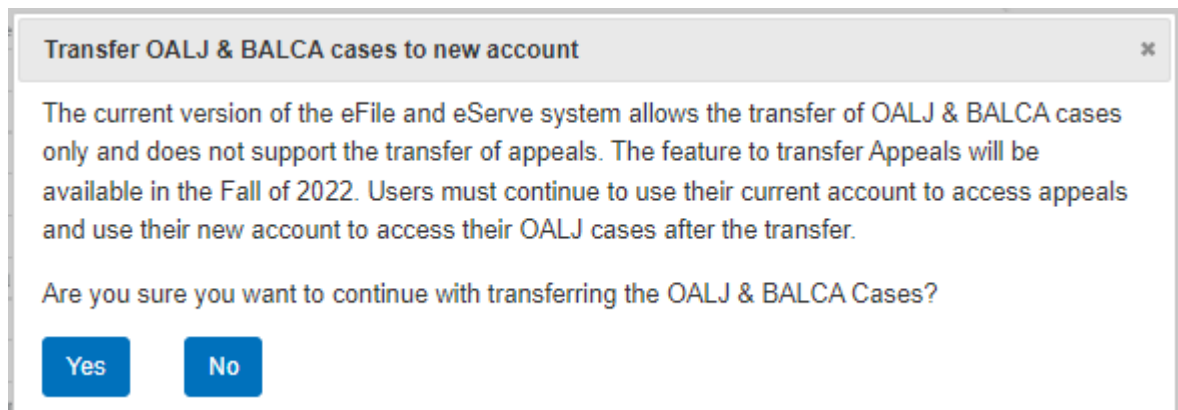 Transfer OALJ & BALCA cases to new account
The current version of the eFile and eServe system allows the transfer of OALJ & BALCA cases
only and does not support the transfer of appeals. The feature to transfer Appeals will be
available in the Fall of 2022. Users must continue to use their current account to access appeals
and use their new account to access their OALJ cases after the transfer.
Are you sure you want to continue with transferring the OALJ & BALCA Cases?
Yes No